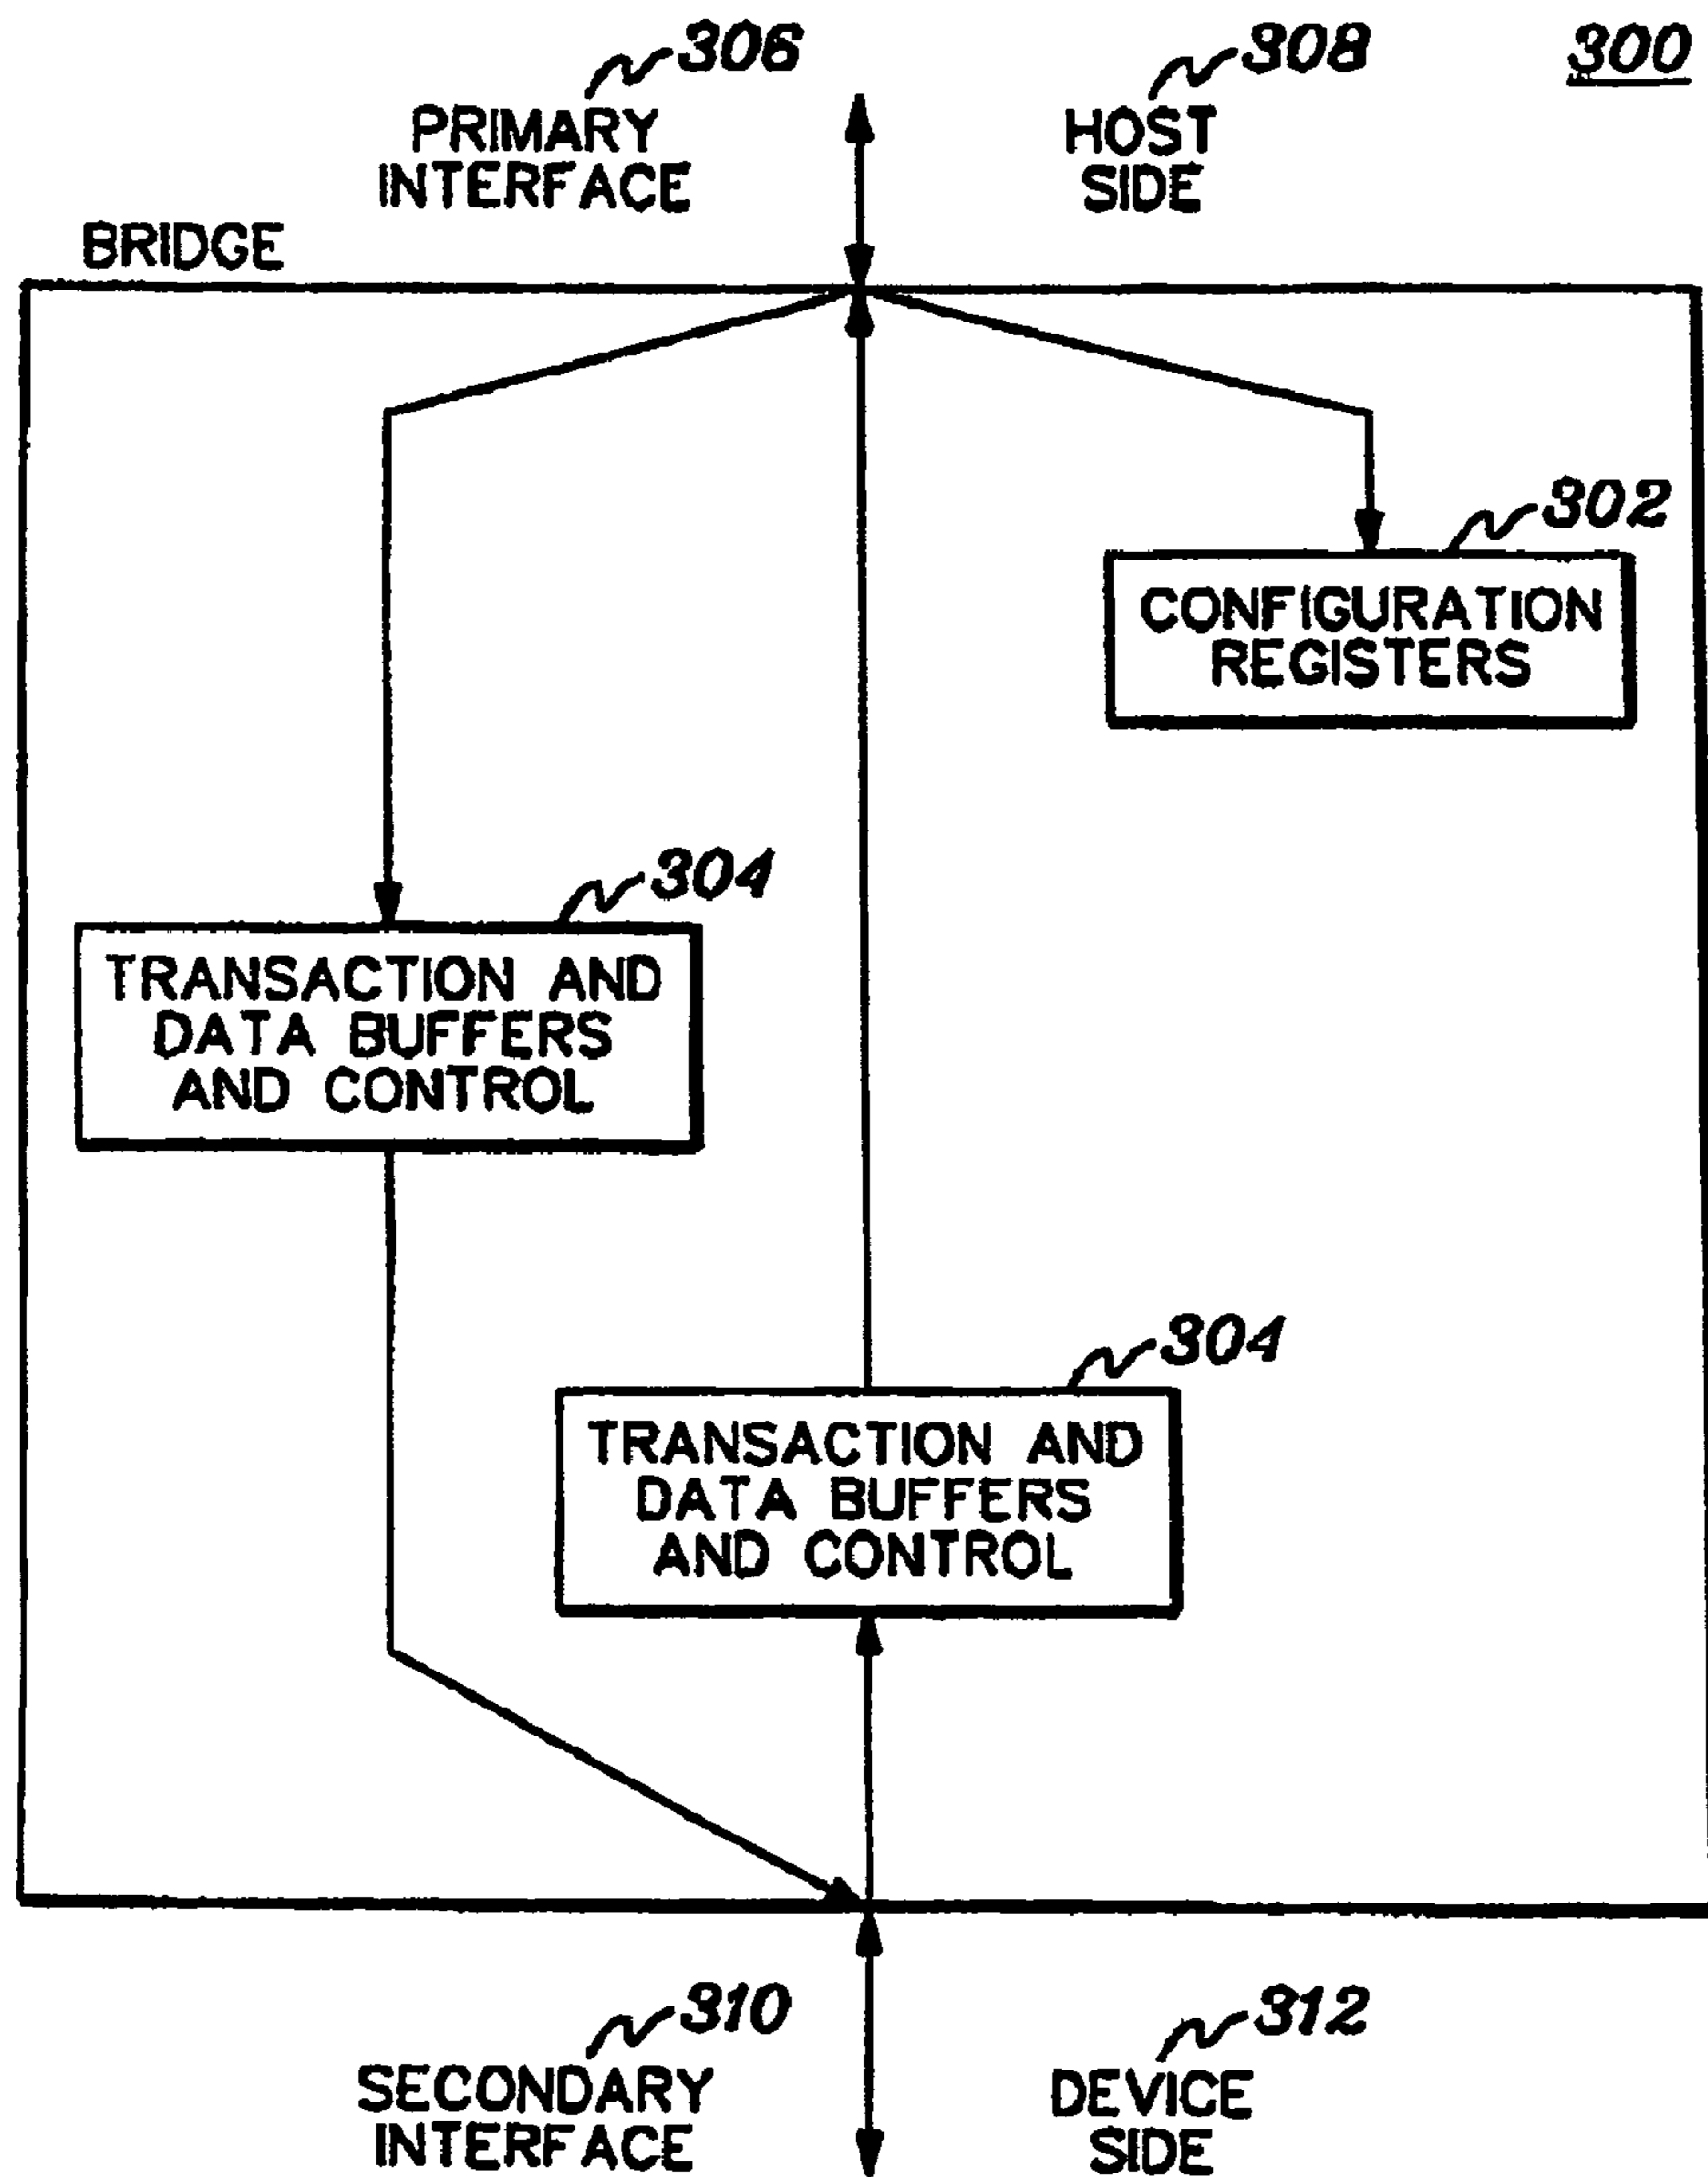 306
308
300
PRIMARY
INTERFACE
HOST
SIDE
BRIDGE
302
CONFIGURATION
REGISTERS
304
TRANSACTION AND
DATA BUFFERS
AND CONTROL
304
TRANSACTION AND
DATA BUFFERS
AND CONTROL
310
312
SECONDARY
INTERFACE
DEVICE
SIDE